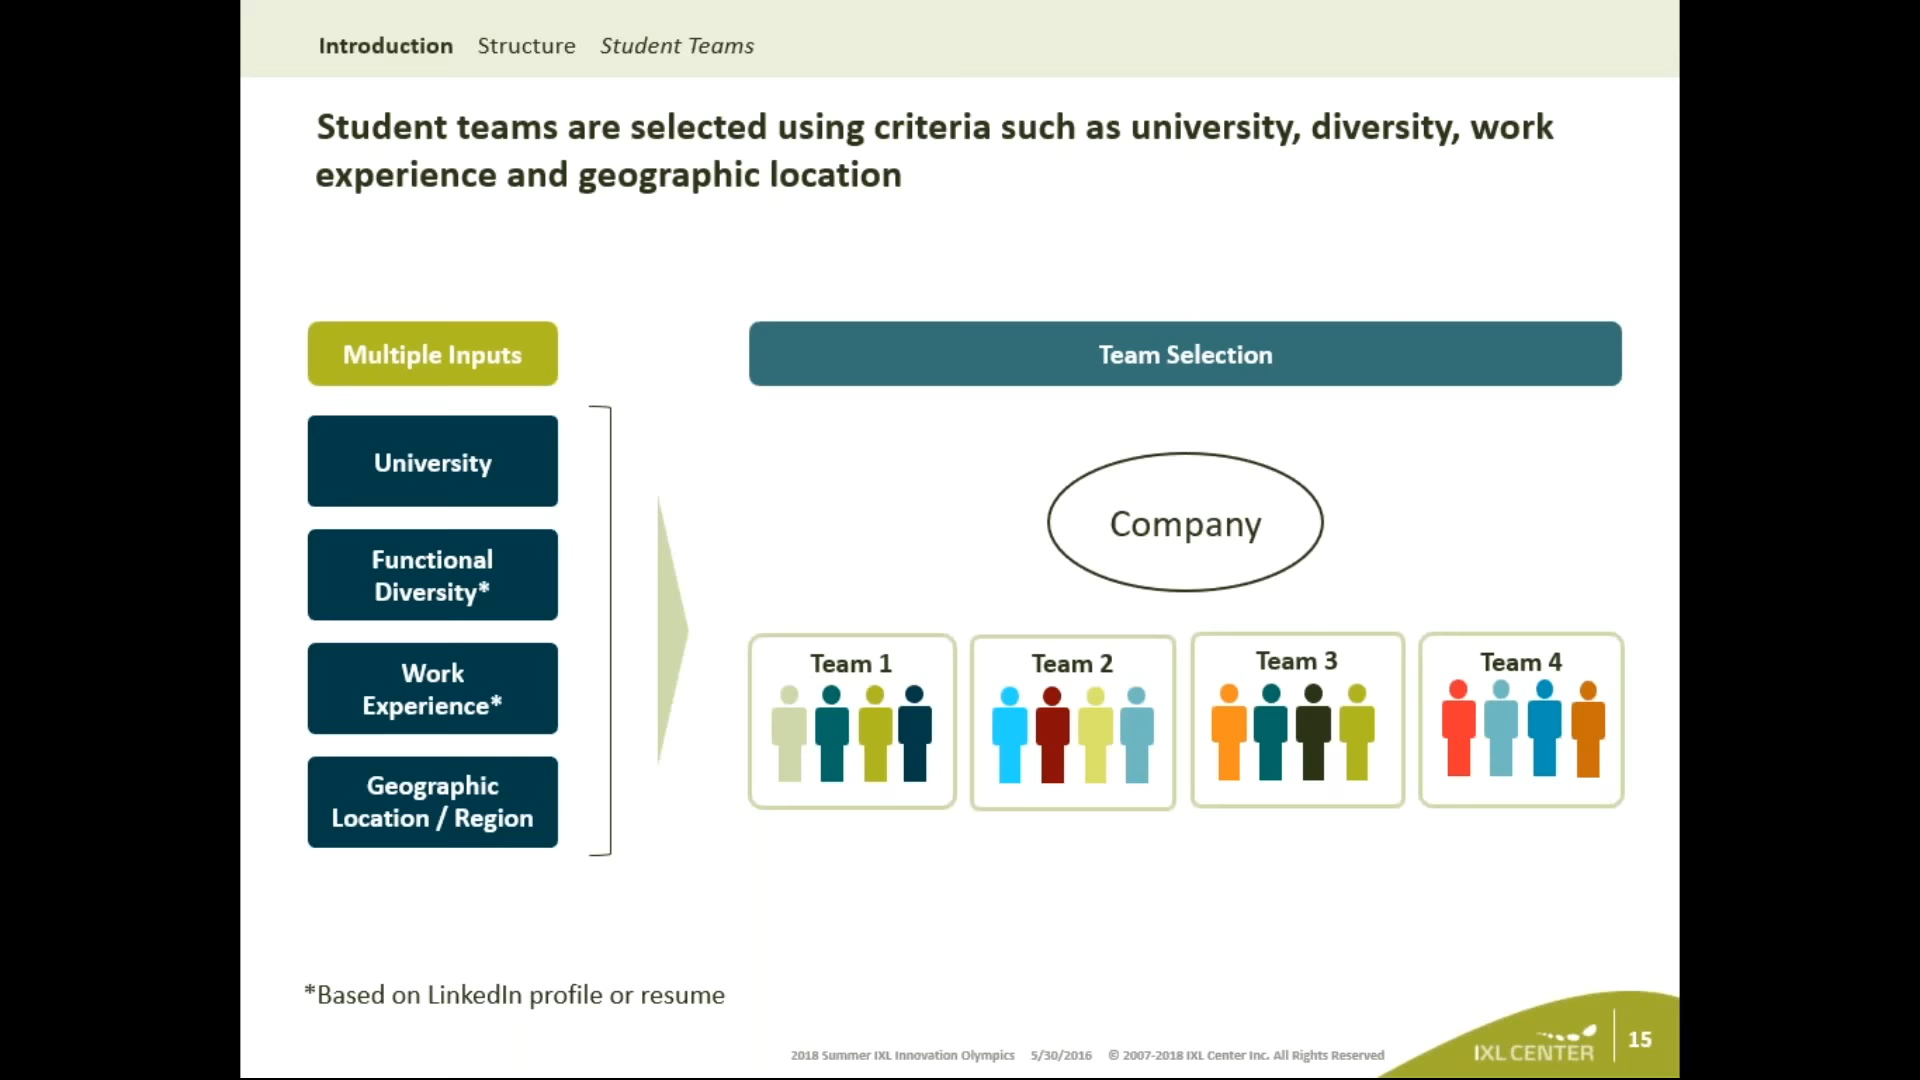 Introduction Structure Student Teams
Student teams are selected using criteria such as university, diversity, work
experience and geographic location
Multiple Inputs
Team Selection
University
Functional
Diversity*
Work
Experience*
Geographic
Location / Region
Company
Team 1
Team 2
Team 3
Team 4
*Based on LinkedIn profile or resume
2018 Summer IXL Innovation Olympics 5/30/2016 © 2007-2018 IXL Center Inc. All Rights Reserved
IXL CENTER
15